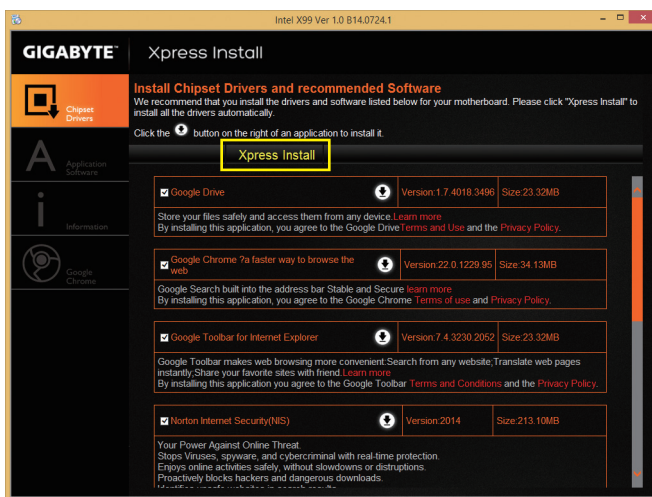 Intel X99 Ver 1.0 B14.0724.1
GIGABYTE™
Xpress Install
Chipset
Drivers
Application
Software
Information
Google
Chrome
Install Chipset Drivers and recommended Software
We recommend that you install the drivers and software listed below for your motherboard. Please click "Xpress Install" to
install all the drivers automatically.
Click the button on the right of an application to install it.
Xpress Install
Google Drive Version:1.7.4018.3496 Size:23.32MB
Store your files safely and access them from any device.Learn more
By installing this application, you agree to the Google DriveTerms and Use and the Privacy Policy.
Google Chrome ?a faster way to browse the
web Version:22.0.1229.95 Size:34.13MB
Google Search built into the address bar Stable and Secure learn more
By installing this application, you agree to the Google Chrome Terms of use and Privacy Policy.
Google Toolbar for Internet Explorer Version:7.4.3230.2052 Size:23.32MB
Google Toolbar makes web browsing more convenient:Search from any website;Translate web pages
instantly;Share your favorite sites with friend.Learn more
By installing this application you agree to the Google Toolbar Terms and Conditions and the Privacy Policy.
Norton Internet Security(NIS) Version:2014 Size:213.10MB
Your Power Against Online Threat.
Stops Viruses, spyware, and cybercriminal with real-time protection.
Enjoys online activities safely, without slowdowns or distruptions.
Proactively blocks hackers and dangerous downloads.
Identifies unsafe websites in search results